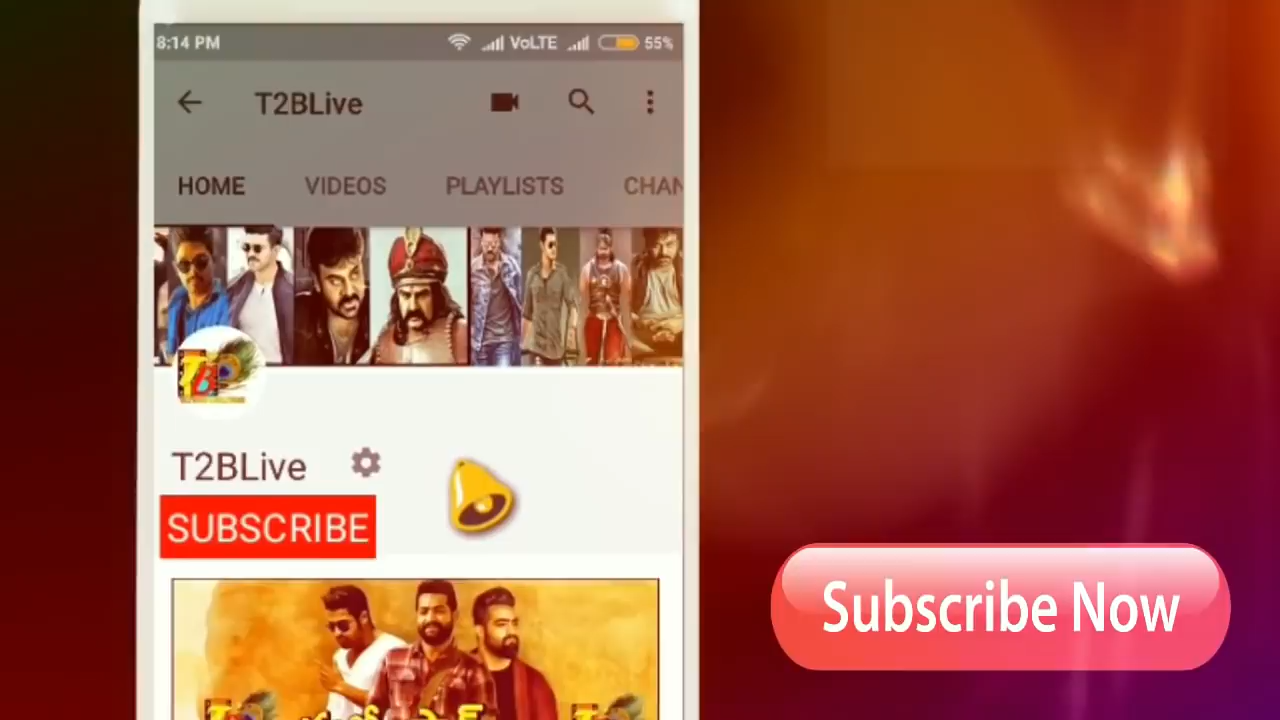 8:14 PM VoLTE 55%
T2BLive
HOME VIDEOS PLAYLISTS CHAN
T2BLive
SUBSCRIBE
Subscribe Now